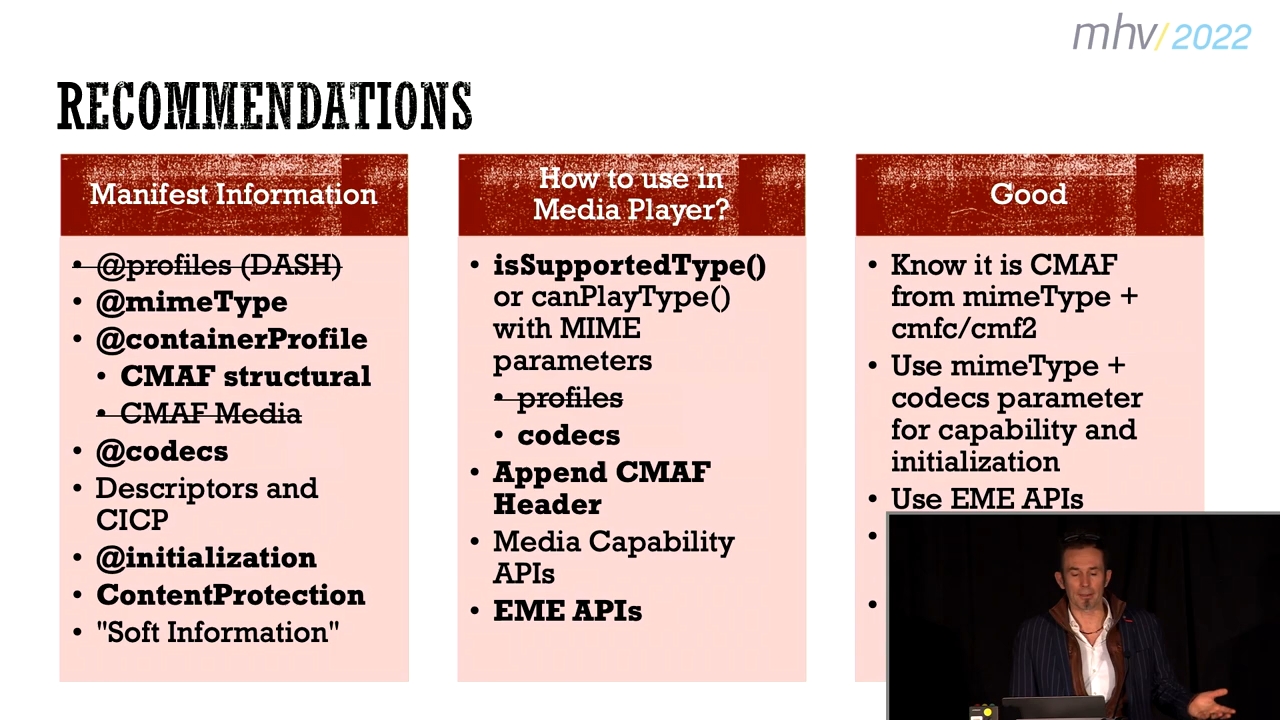 mhv/2022
RECOMMENDATIONS
Manifest Information
• @profiles (DASH)
• @mimeType
• @containerProfile
• CMAF structural
• CMAF Media
• @codecs
• Descriptors and
CICP
• @initialization
• ContentProtection
• "Soft Information"
How to use in
Media Player?
• isSupportedType()
or canPlayType()
with MIME
parameters
• profiles
• codecs
• Append CMAF
Header
• Media Capability
APIs
• EME APIs
Good
• Know it is CMAF
from mimeType +
cmfc/cmf2
• Use mimeType +
codecs parameter
for capability and
initialization
• Use EME APIs